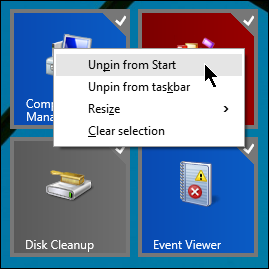 Unpin from Start
Unpin from taskbar
Resize
Clear selection
Comp
Mana
Disk Cleanup
Event Viewer